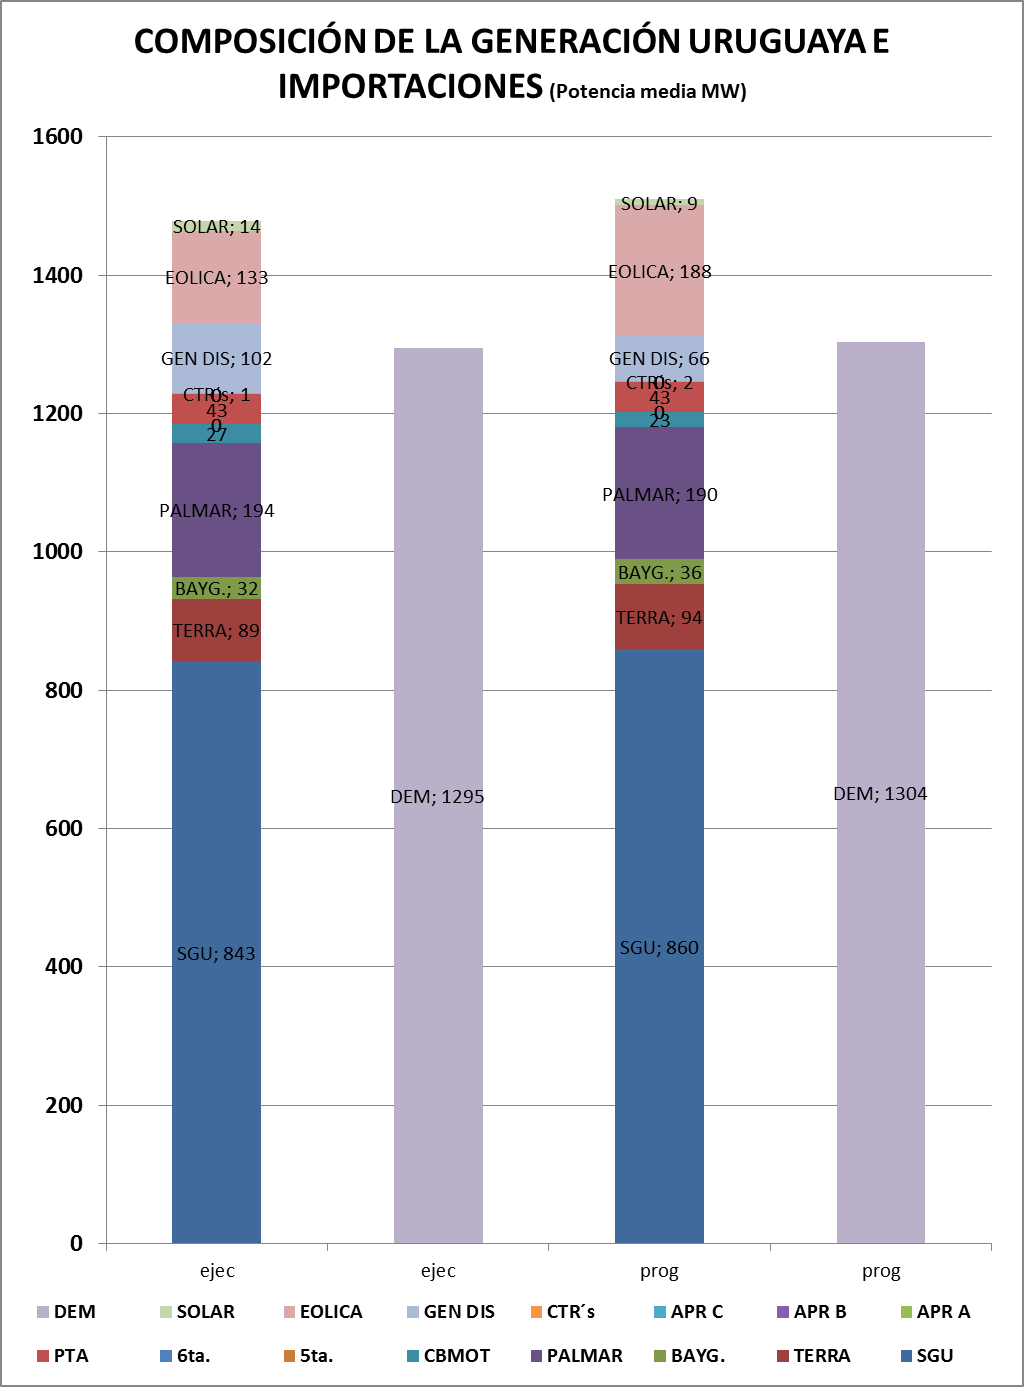 COMPOSICIÓN DE LA GENERACIÓN URUGUAYA E
IMPORTACIONES (Potencia media MW)
1600
1400
1200
1000
800
600
400
200
0
SOLAR; 14
EOLICA; 133
GEN DIS; 102
CTR´s; 1
0
43
0
27
PALMAR; 194
BAYG.; 32
TERRA; 89
SGU; 843
DEM; 1295
SOLAR; 9
EOLICA; 188
GEN DIS; 66
CTR´s; 2
0
43
0
23
PALMAR; 190
BAYG.; 36
TERRA; 94
SGU; 860
DEM; 1304
ejec
ejec
prog
prog
DEM SOLAR EOLICA GEN DIS CTR´s APR C APR B APR A
PTA 6ta. 5ta. CBMOT PALMAR BAYG. TERRA SGU